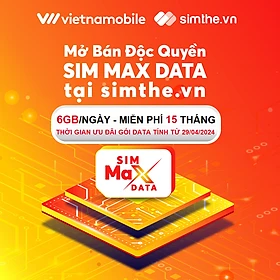 vietnamobile simthe.vn
Mở Bán Độc Quyền
SIM MAX DATA
tại simthe.vn
6GB/NGÀY - MIỄN PHÍ 15 THÁNG
THỜI GIAN ƯU ĐÃI GÓI DATA TÍNH TỪ 29/04/2024
SIM
MaX
DATA